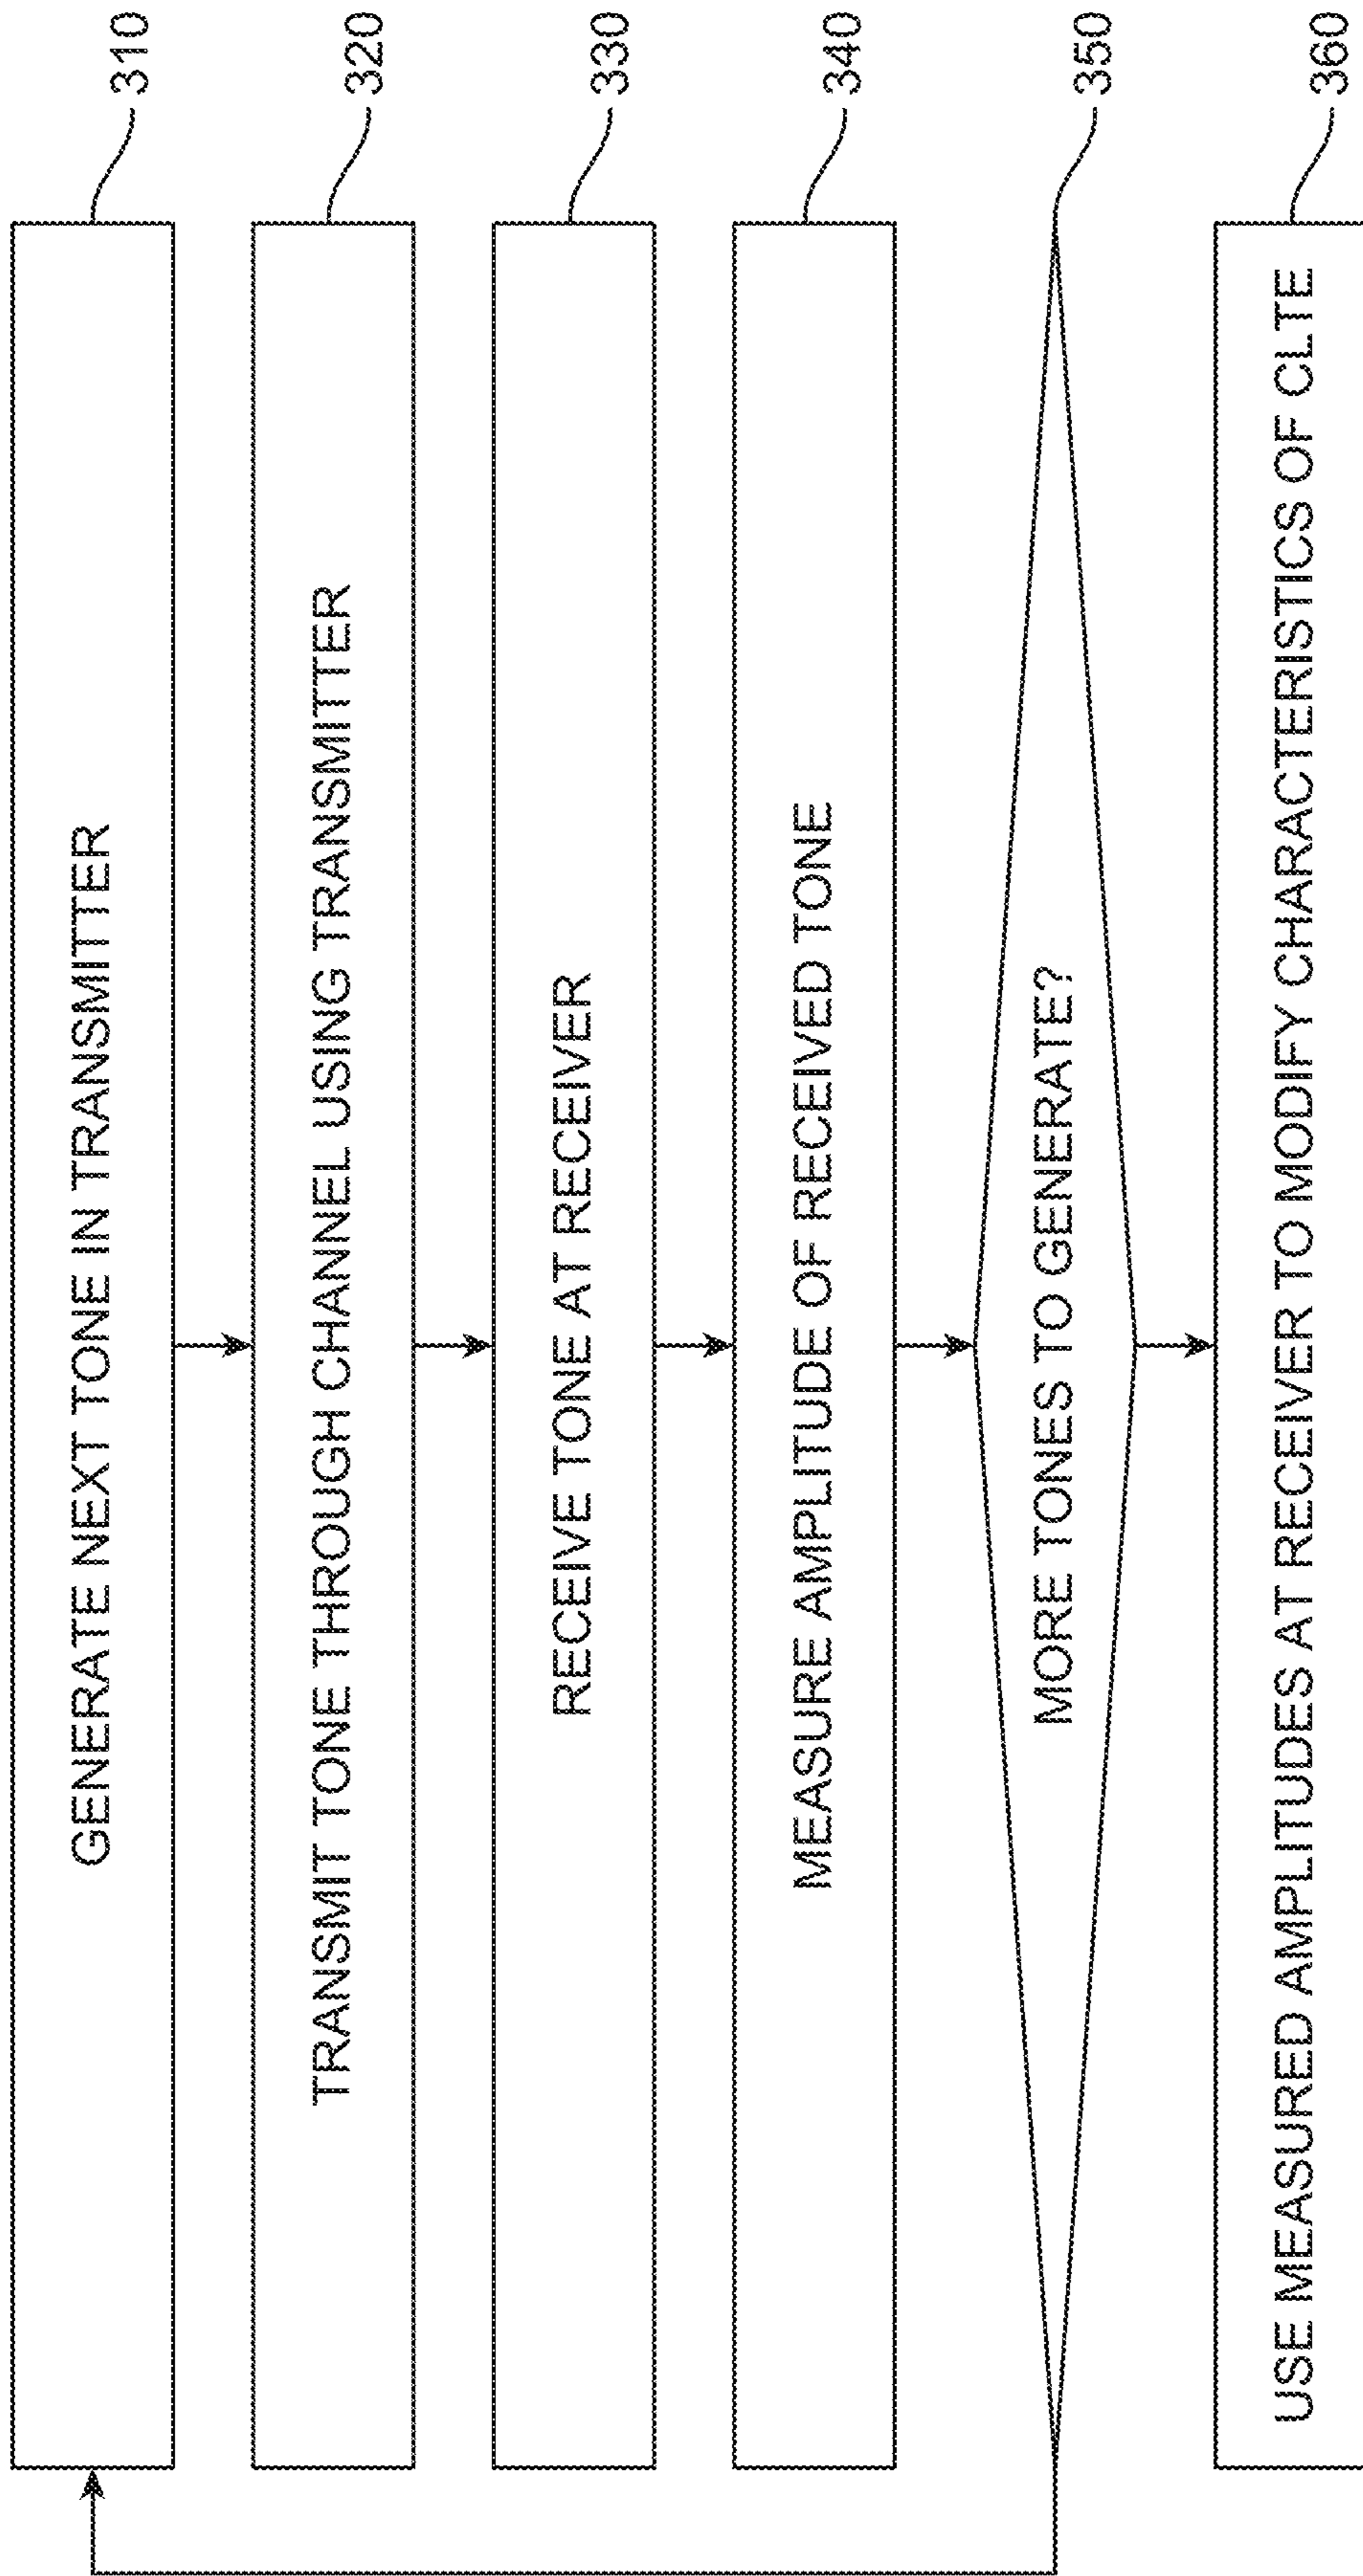 GENERATE NEXT TONE IN TRANSMITTER
310
TRANSMIT TONE THROUGH CHANNEL USING TRANSMITTER
320
RECEIVE TONE AT RECEIVER
330
MEASURE AMPLITUDE OF RECEIVED TONE
340
MORE TONES TO GENERATE?
350
USE MEASURED AMPLITUDES AT RECEIVER TO MODIFY CHARACTERISTICS OF CLTE
360